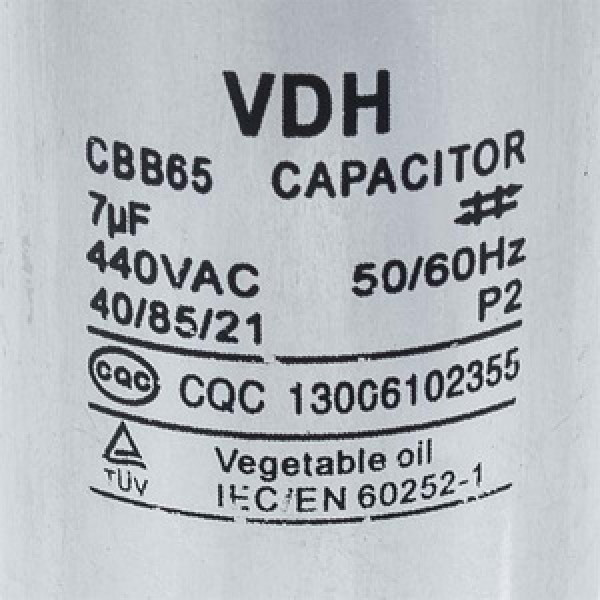 VDH
CBB65 CAPACITOR
7µF
440VAC 50/60Hz
40/85/21 P2
CQC CQC 13006102355
TÜV Vegetable oil
IEC/EN 60252-1